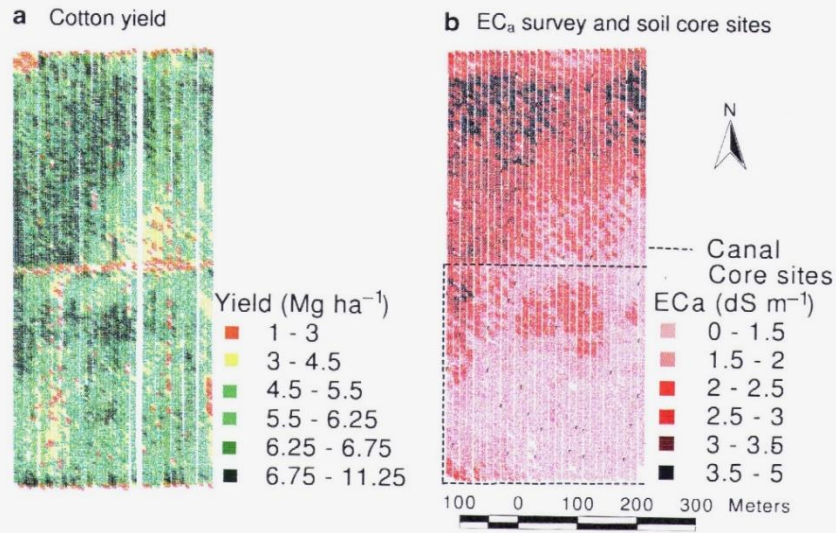 a Cotton yield
b ECa survey and soil core sites
N
Canal
Core sites
Yield (Mg ha⁻¹)
1 - 3
3 - 4.5
4.5 - 5.5
5.5 - 6.25
6.25 - 6.75
6.75 - 11.25
ECa (dS m⁻¹)
0 - 1.5
1.5 - 2
2 - 2.5
2.5 - 3
3 - 3.5
3.5 - 5
100 0 100 200 300 Meters